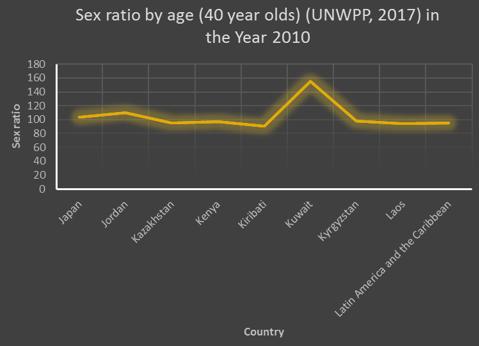 Sex ratio by age (40 year olds) (UNWPP, 2017) in
the Year 2010
180
160
140
120
100
80
60
40
20
0
Sex ratio
Japan
Jordan
Kazakhstan
Kenya
Kiribati
Kuwait
Kyrgyzstan
Laos
Latin America and the Caribbean
Country